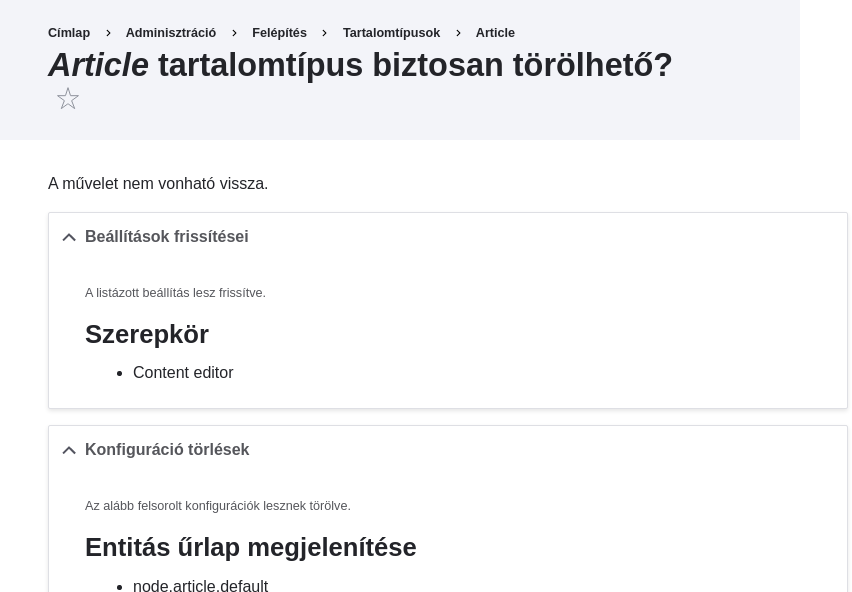 Címlap > Adminisztráció > Felépítés > Tartalomtípusok > Article
Article tartalomtípus biztosan törölhető?
A művelet nem vonható vissza.
Beállítások frissítései
A listázott beállítás lesz frissítve.
Szerepkör
Content editor
Konfiguráció törlések
Az alább felsorolt konfigurációk lesznek törölve.
Entitás űrlap megjelenítése
node.article.default